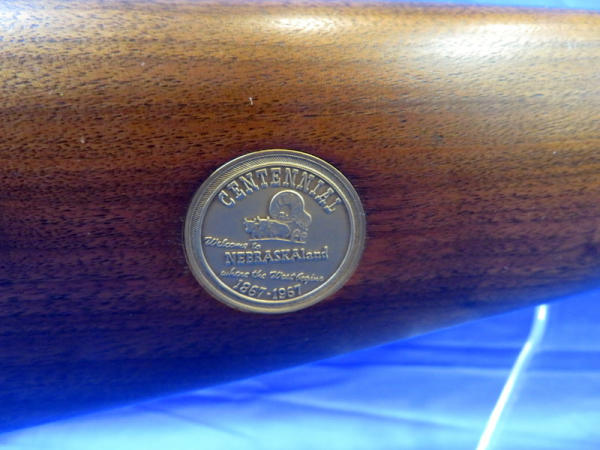 CENTENNIAL
Welcome to
NEBRASKAland
where the West begins
1867-1967